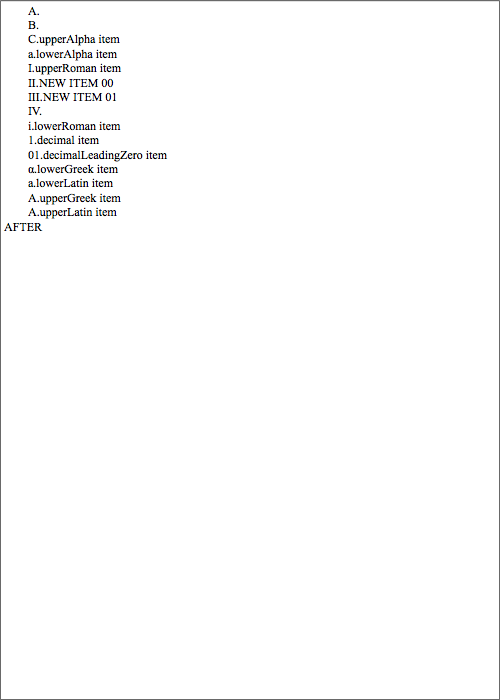 A.
B.
C.upperAlpha item
a.lowerAlpha item
I.upperRoman item
II.NEW ITEM 00
III.NEW ITEM 01
IV.
i.lowerRoman item
1.decimal item
01.decimalLeadingZero item
α.lowerGreek item
a.lowerLatin item
A.upperGreek item
A.upperLatin item
AFTER